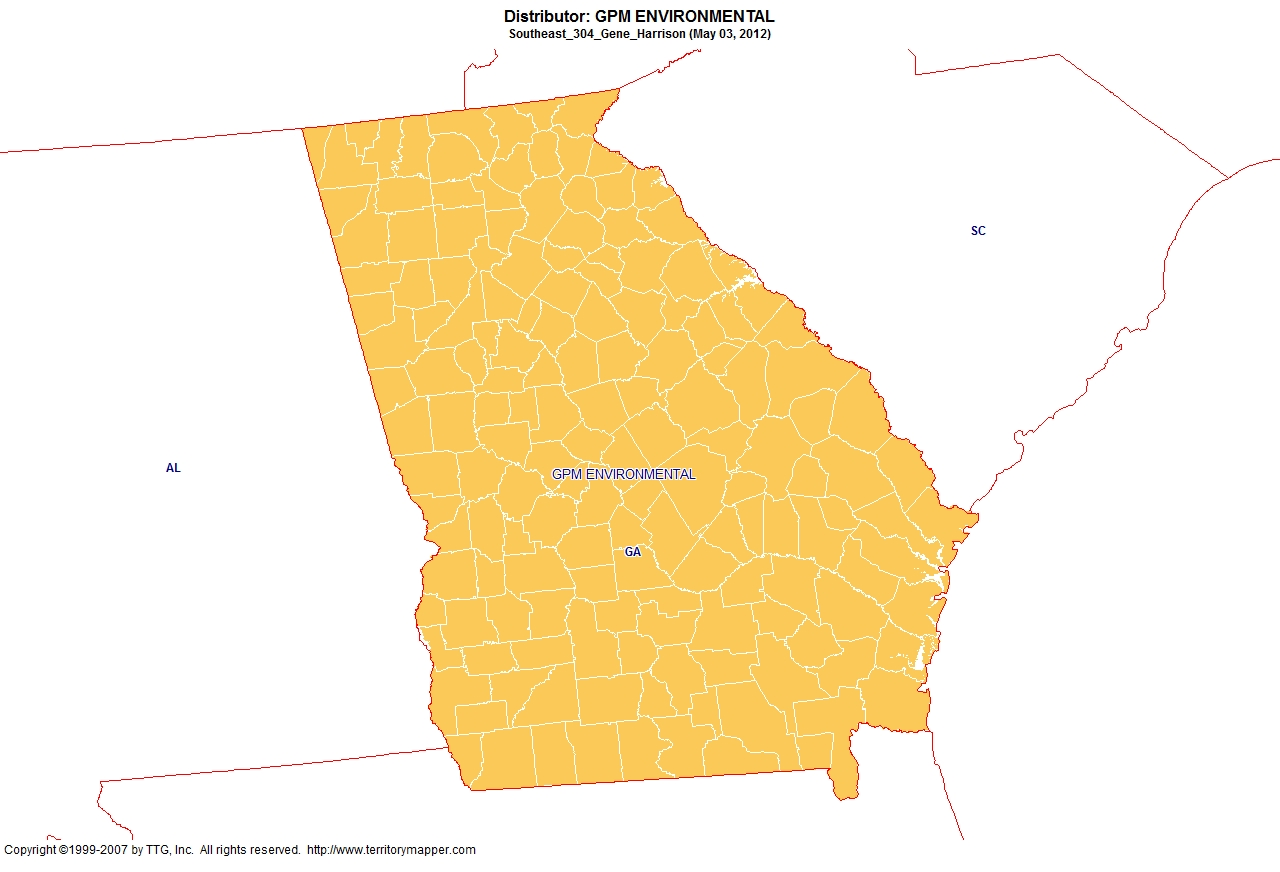 Distributor: GPM ENVIRONMENTAL
Southeast_304_Gene_Harrison (May 03, 2012)
SC
AL
GPM ENVIRONMENTAL
GA
Copyright ©1999-2007 by TTG, Inc. All rights reserved. http://www.territorymapper.com